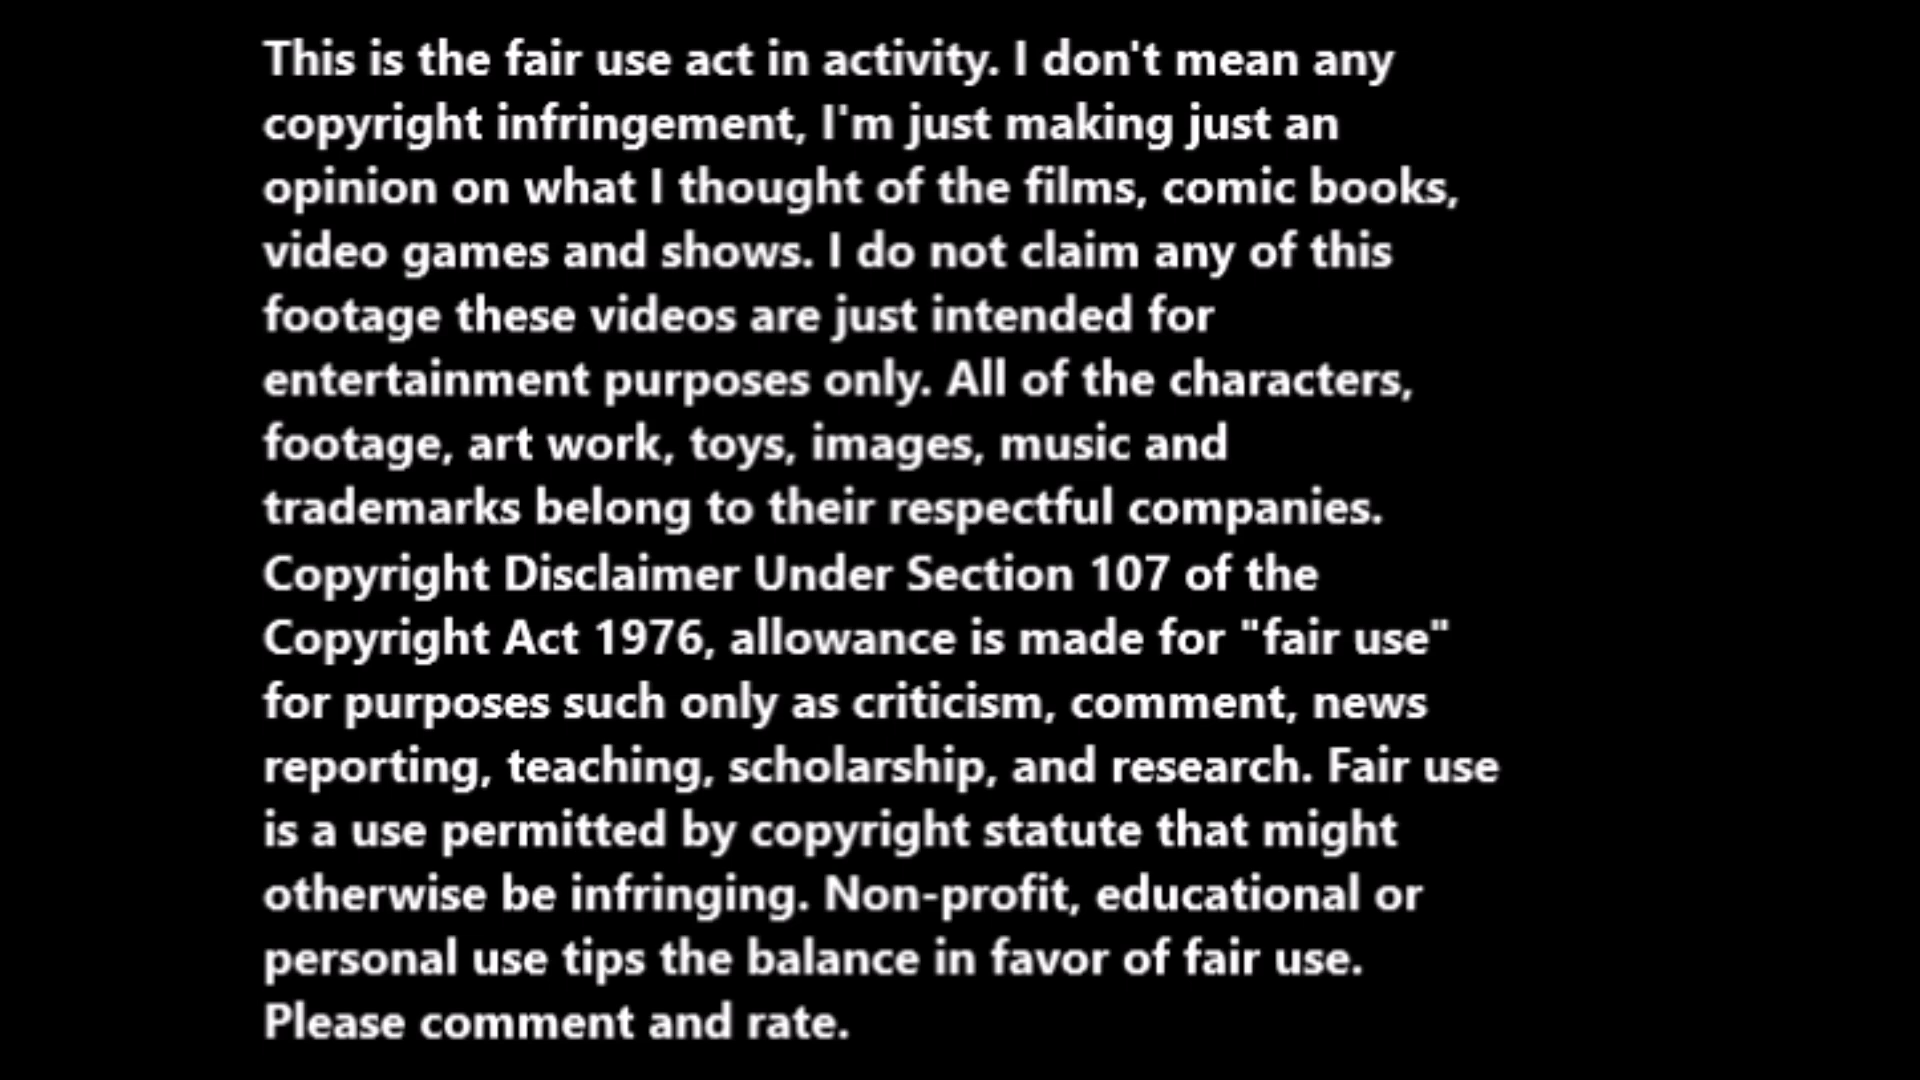 This is the fair use act in activity. I don't mean any
copyright infringement, I'm just making just an
opinion on what I thought of the films, comic books,
video games and shows. I do not claim any of this
footage these videos are just intended for
entertainment purposes only. All of the characters,
footage, art work, toys, images, music and
trademarks belong to their respectful companies.
Copyright Disclaimer Under Section 107 of the
Copyright Act 1976, allowance is made for "fair use"
for purposes such only as criticism, comment, news
reporting, teaching, scholarship, and research. Fair use
is a use permitted by copyright statute that might
otherwise be infringing. Non-profit, educational or
personal use tips the balance in favor of fair use.
Please comment and rate.